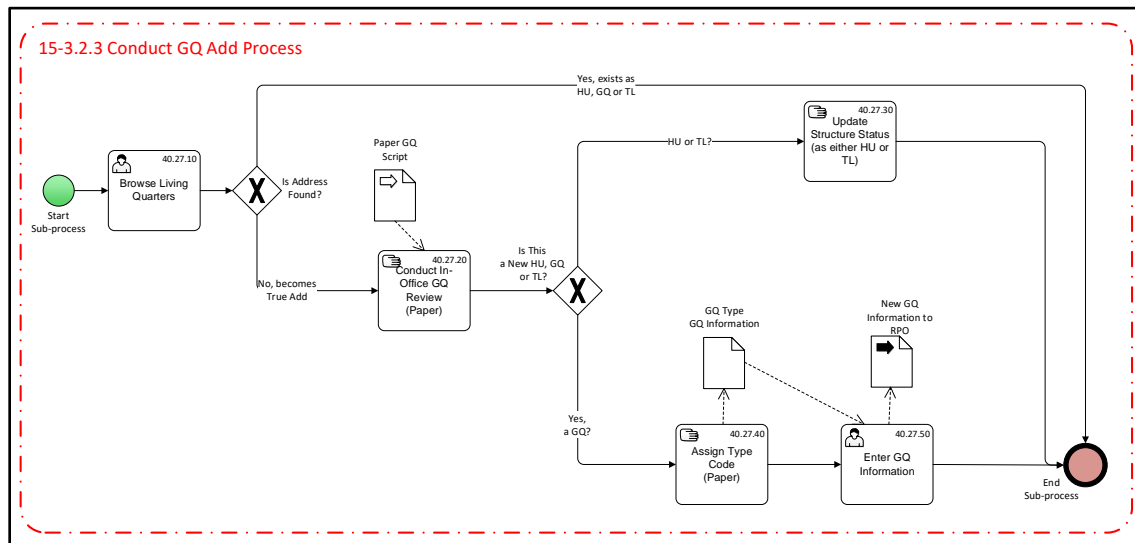 15-3.2.3 Conduct GQ Add Process
Start
Sub-process
40.27.10
Browse Living
Quarters
Is Address
Found?
Yes, exists as
HU, GQ or TL
No, becomes
True Add
Paper GQ
Script
40.27.20
Conduct In-
Office GQ
Review
(Paper)
Is This
a New HU, GQ
or TL?
HU or TL?
40.27.30
Update
Structure Status
(as either HU or
TL)
Yes,
a GQ?
GQ Type
GQ Information
40.27.40
Assign Type
Code
(Paper)
New GQ
Information to
RPO
40.27.50
Enter GQ
Information
End
Sub-process